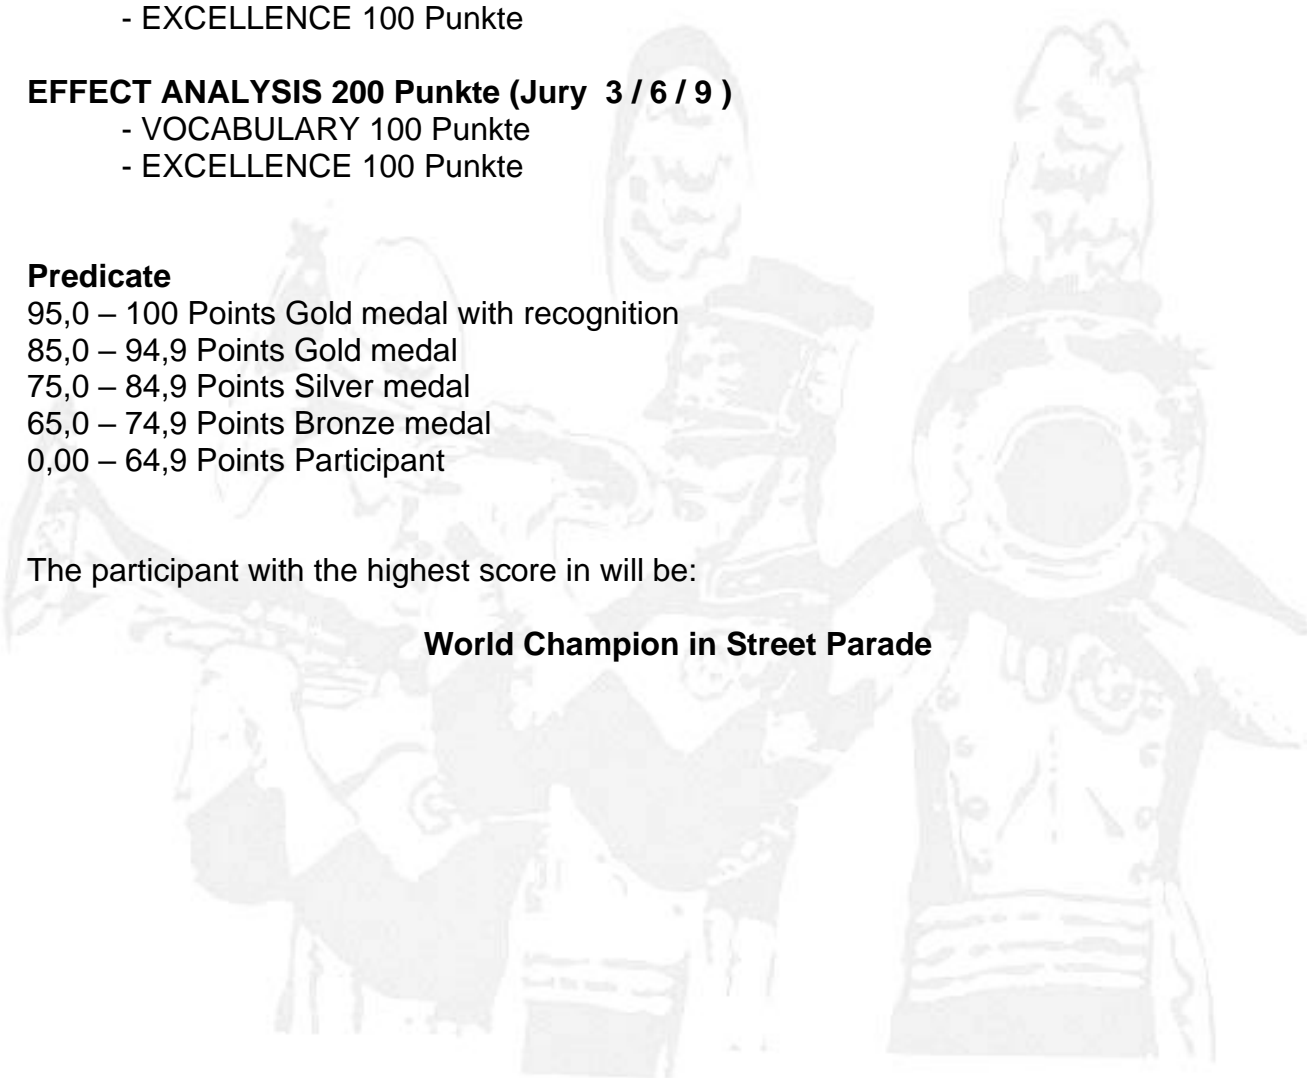 - EXCELLENCE 100 Punkte
EFFECT ANALYSIS 200 Punkte (Jury 3 / 6 / 9 )
- VOCABULARY 100 Punkte
- EXCELLENCE 100 Punkte
Predicate
95,0 – 100 Points Gold medal with recognition
85,0 – 94,9 Points Gold medal
75,0 – 84,9 Points Silver medal
65,0 – 74,9 Points Bronze medal
0,00 – 64,9 Points Participant
The participant with the highest score in will be:
World Champion in Street Parade